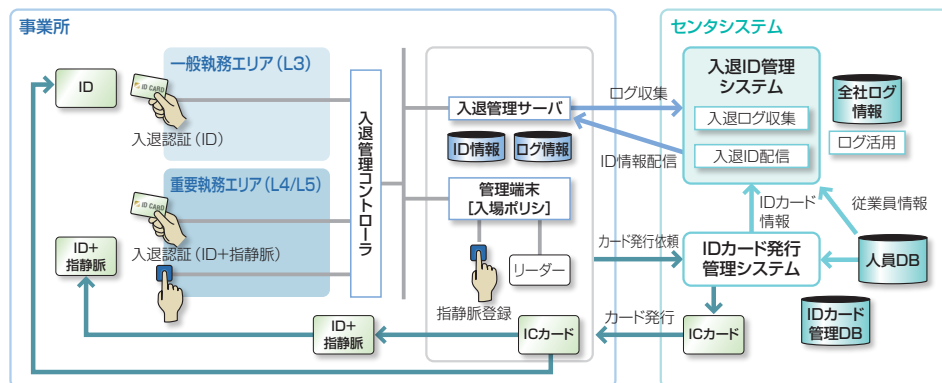 事業所
一般執務エリア（L3）
ID
ID CARD
入退認証（ID）
重要執務エリア（L4/L5）
ID CARD
入退認証（ID＋指静脈）
ID＋
指静脈
ID＋
指静脈
入退管理コントローラ
入退管理サーバ
ID情報
ログ情報
管理端末
［入場ポリシ］
リーダー
指静脈登録
ICカード
ログ収集
ID情報配信
カード発行依頼
カード発行
センタシステム
入退ID管理
システム
入退ログ収集
入退ID配信
全社ログ
情報
ログ活用
IDカード
情報
従業員情報
IDカード発行
管理システム
人員DB
ICカード
IDカード
管理DB